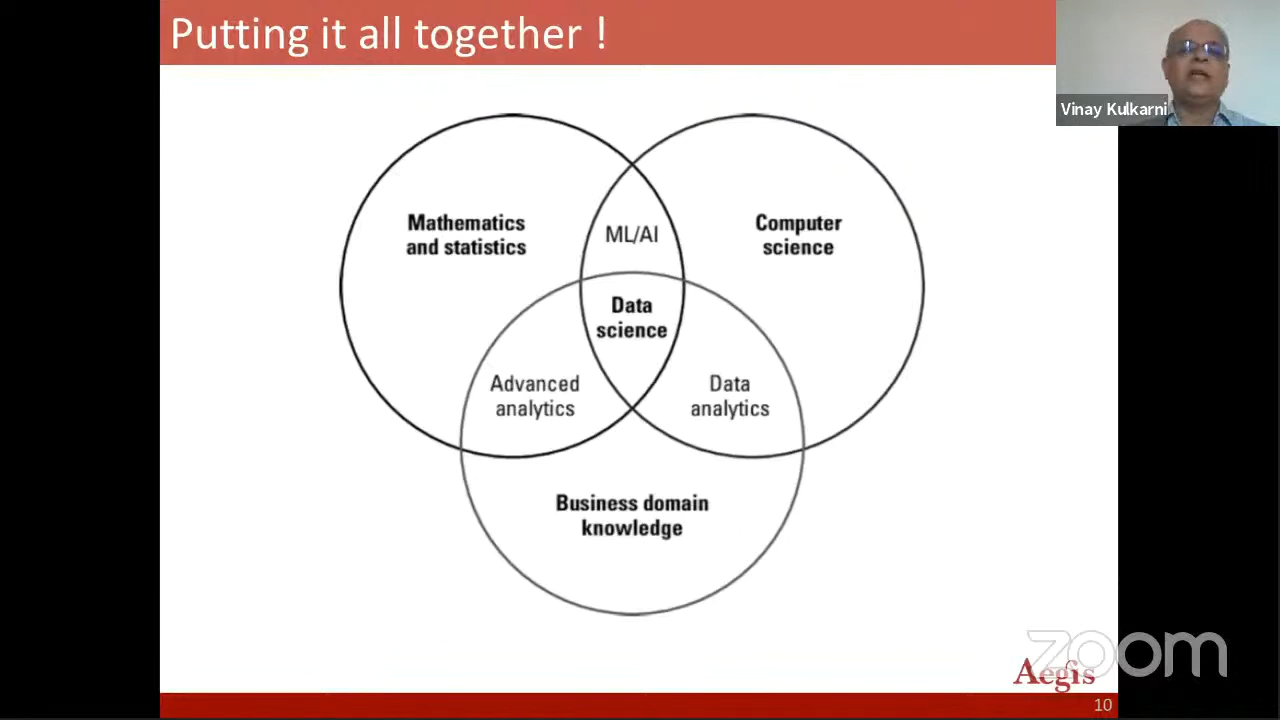 Putting it all together !
Vinay Kulkarni
Mathematics
and statistics
ML/AI
Computer
science
Data
science
Advanced
analytics
Data
analytics
Business domain
knowledge
zoom
Aegis
10